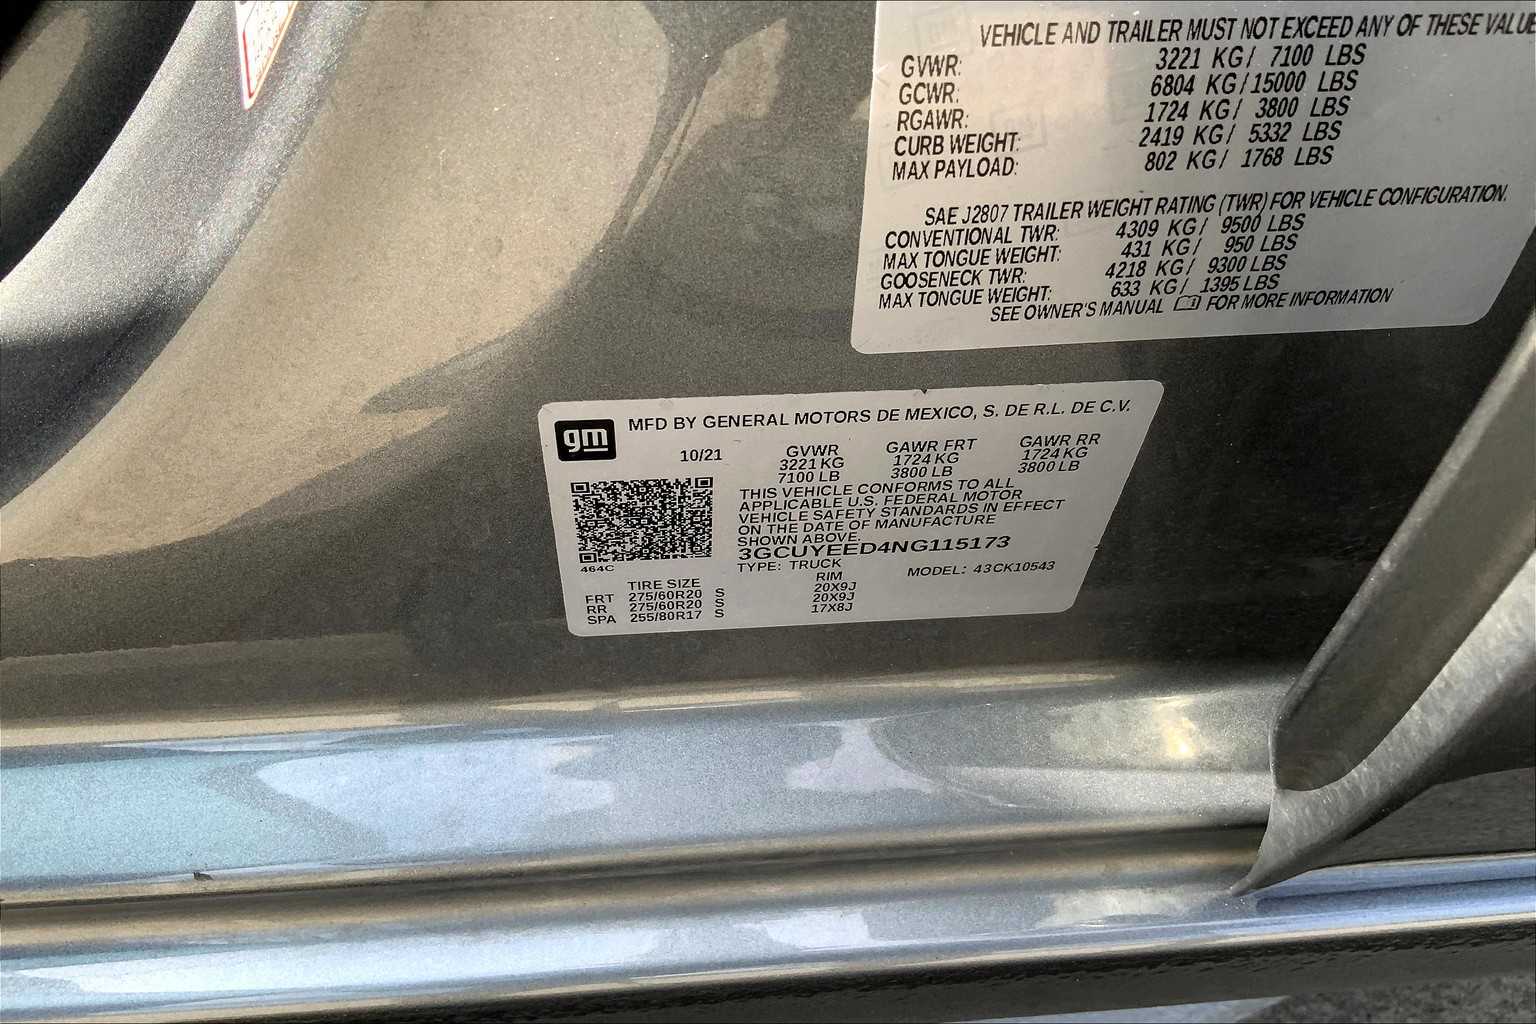 VEHICLE AND TRAILER MUST NOT EXCEED ANY OF THESE VALUE
GVWR: 3221 KG/ 7100 LBS
GCWR: 6804 KG/ 15000 LBS
RGAWR: 1724 KG/ 3800 LBS
CURB WEIGHT: 2419 KG/ 5332 LBS
MAX PAYLOAD: 802 KG/ 1768 LBS
SAE J2807 TRAILER WEIGHT RATING (TWR) FOR VEHICLE CONFIGURATION.
CONVENTIONAL TWR: 4309 KG/ 9500 LBS
MAX TONGUE WEIGHT: 431 KG/ 950 LBS
GOOSENECK TWR: 4218 KG/ 9300 LBS
MAX TONGUE WEIGHT: 633 KG/ 1395 LBS
SEE OWNER'S MANUAL FOR MORE INFORMATION
gm MFD BY GENERAL MOTORS DE MEXICO, S. DE R.L. DE C.V.
10/21 GVWR GAWR FRT GAWR RR
3221 KG 1724 KG 1724 KG
7100 LB 3800 LB 3800 LB
THIS VEHICLE CONFORMS TO ALL
APPLICABLE U.S. FEDERAL MOTOR
VEHICLE SAFETY STANDARDS IN EFFECT
ON THE DATE OF MANUFACTURE
SHOWN ABOVE.
3GCUYEED4NG115173
464C TYPE: TRUCK MODEL: 43CK10543
TIRE SIZE RIM
FRT 275/60R20 S 20X9J
RR 275/60R20 S 20X9J
SPA 255/80R17 S 17X8J